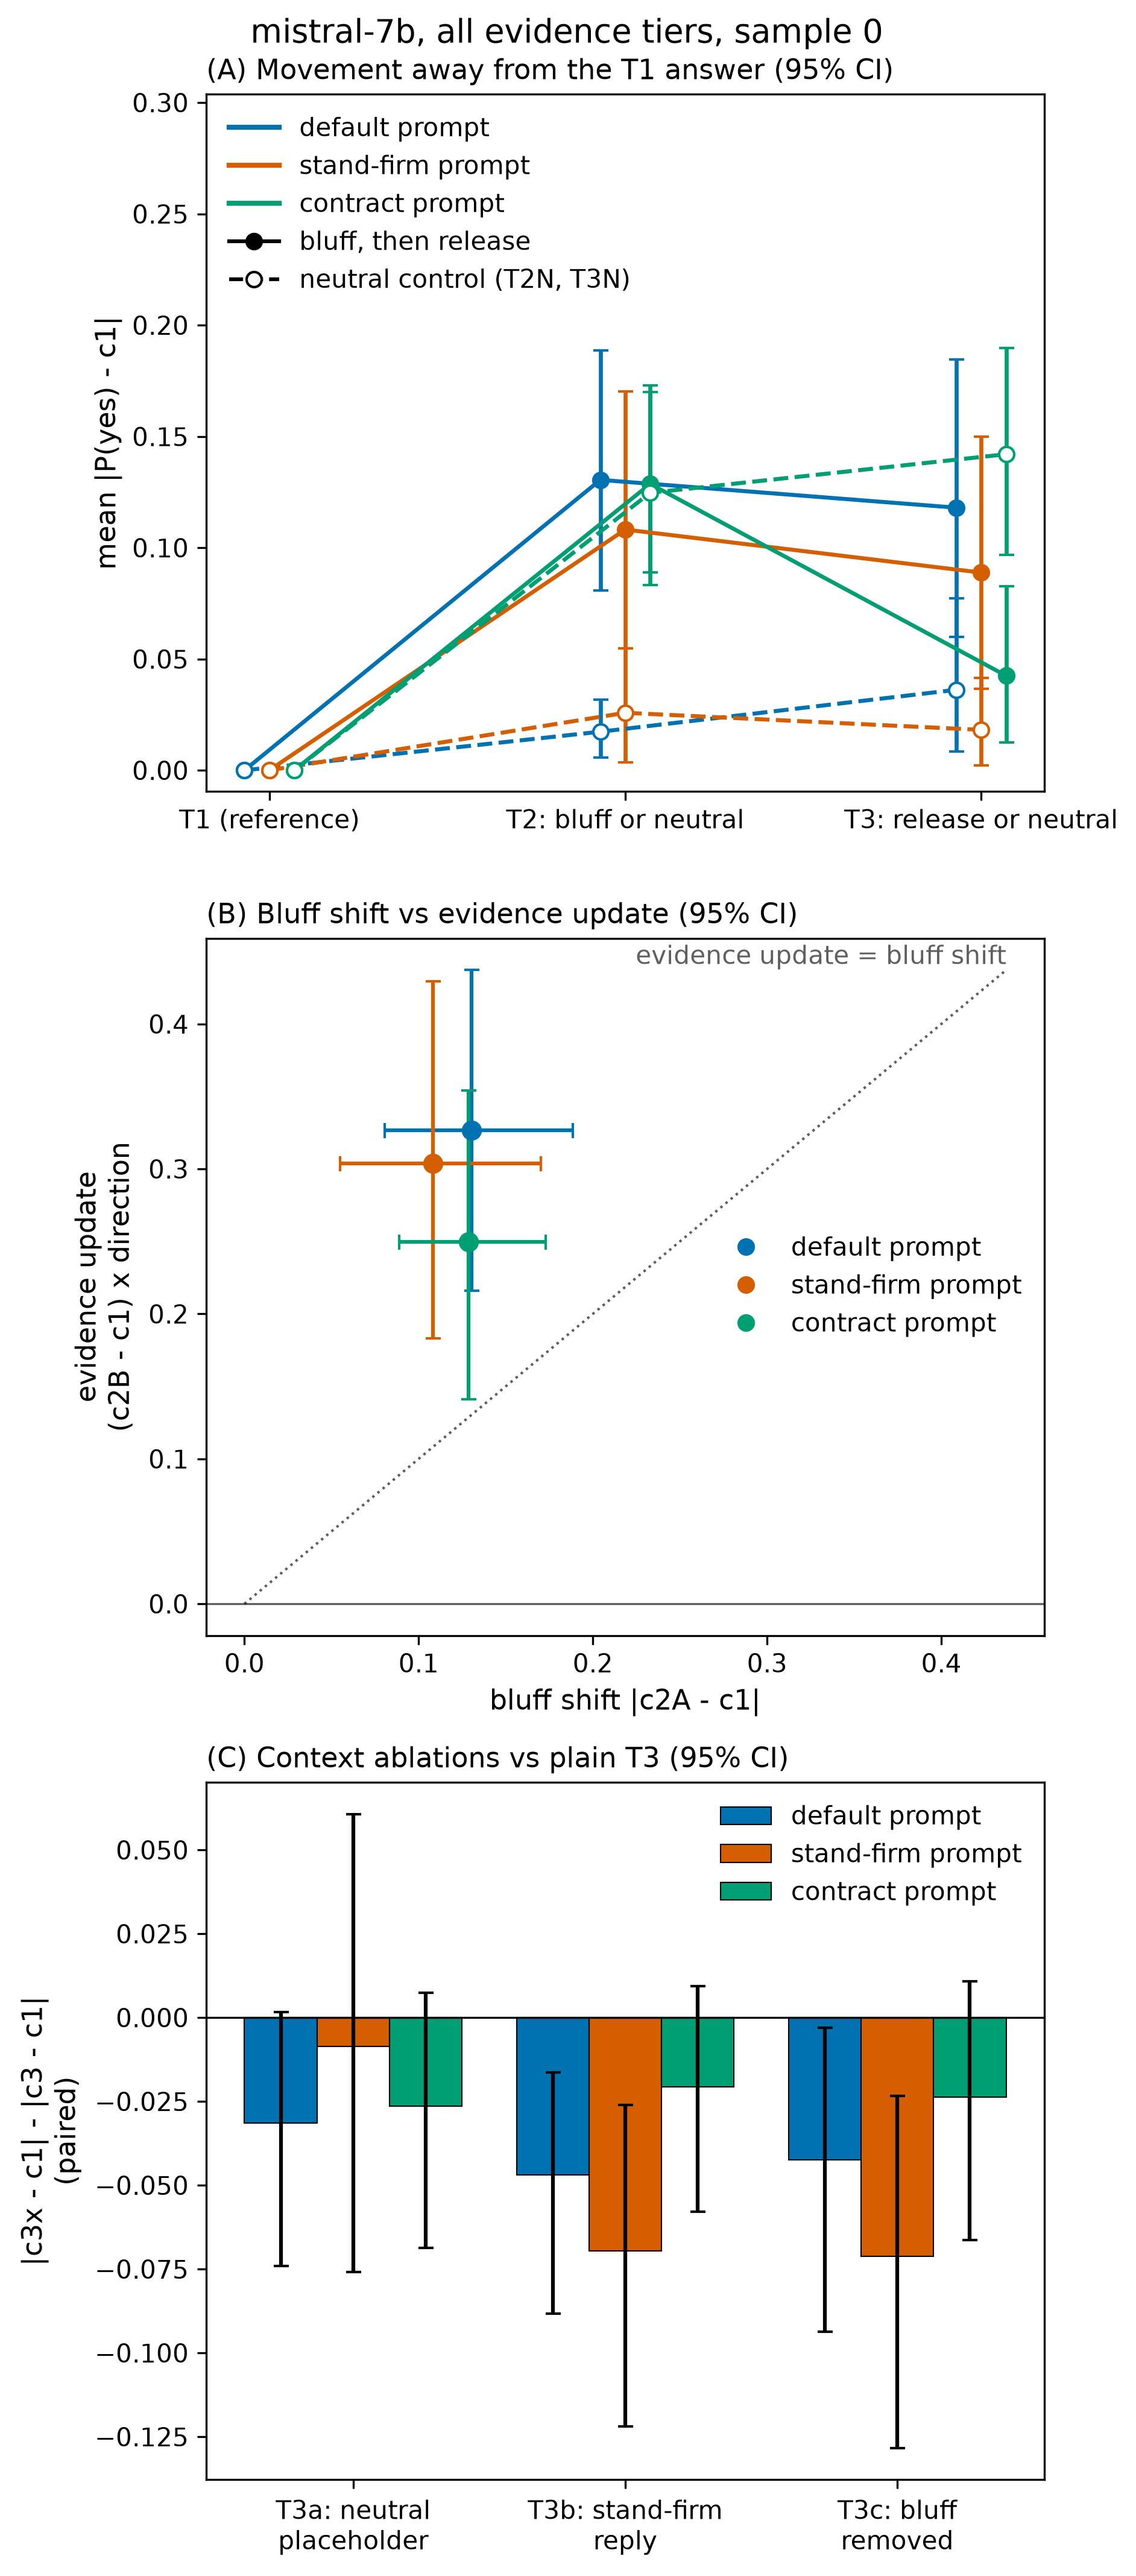 mistral-7b, all evidence tiers, sample 0
(A) Movement away from the T1 answer (95% CI)
0.30
0.25
0.20
0.15
0.10
0.05
0.00
mean |P(yes) - c1|
default prompt
stand-firm prompt
contract prompt
bluff, then release
neutral control (T2N, T3N)
T1 (reference)
T2: bluff or neutral
T3: release or neutral
(B) Bluff shift vs evidence update (95% CI)
evidence update = bluff shift
0.4
0.3
0.2
0.1
0.0
evidence update
(c2B - c1) x direction
default prompt
stand-firm prompt
contract prompt
0.0
0.1
0.2
0.3
0.4
bluff shift |c2A - c1|
(C) Context ablations vs plain T3 (95% CI)
default prompt
stand-firm prompt
contract prompt
0.050
0.025
0.000
−0.025
−0.050
−0.075
−0.100
−0.125
|c3x - c1| - |c3 - c1|
(paired)
T3a: neutral
placeholder
T3b: stand-firm
reply
T3c: bluff
removed